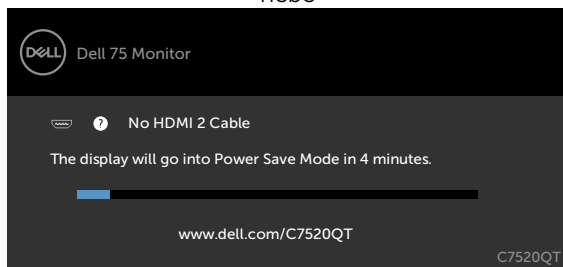 nebo
DELL
Dell 75 Monitor
? No HDMI 2 Cable
The display will go into Power Save Mode in 4 minutes.
www.dell.com/C7520QT
C7520QT